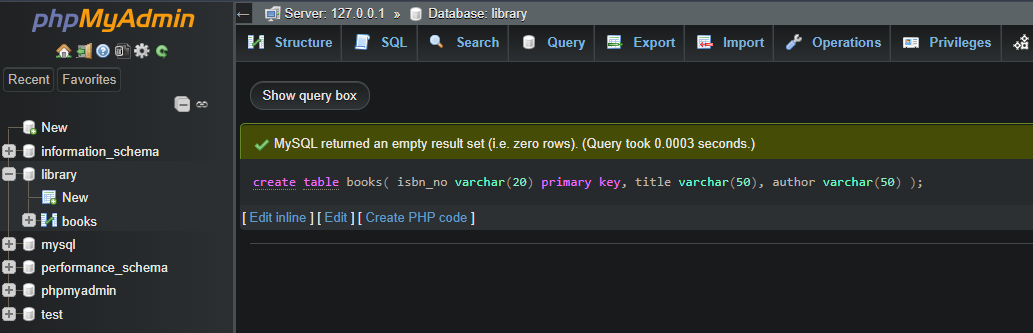 phpMyAdmin
Recent Favorites
New
information_schema
library
New
books
mysql
performance_schema
phpmyadmin
test
← Server: 127.0.0.1 » Database: library
Structure SQL Search Query Export Import Operations Privileges
Show query box
MySQL returned an empty result set (i.e. zero rows). (Query took 0.0003 seconds.)
create table books( isbn_no varchar(20) primary key, title varchar(50), author varchar(50) );
[ Edit inline ] [ Edit ] [ Create PHP code ]